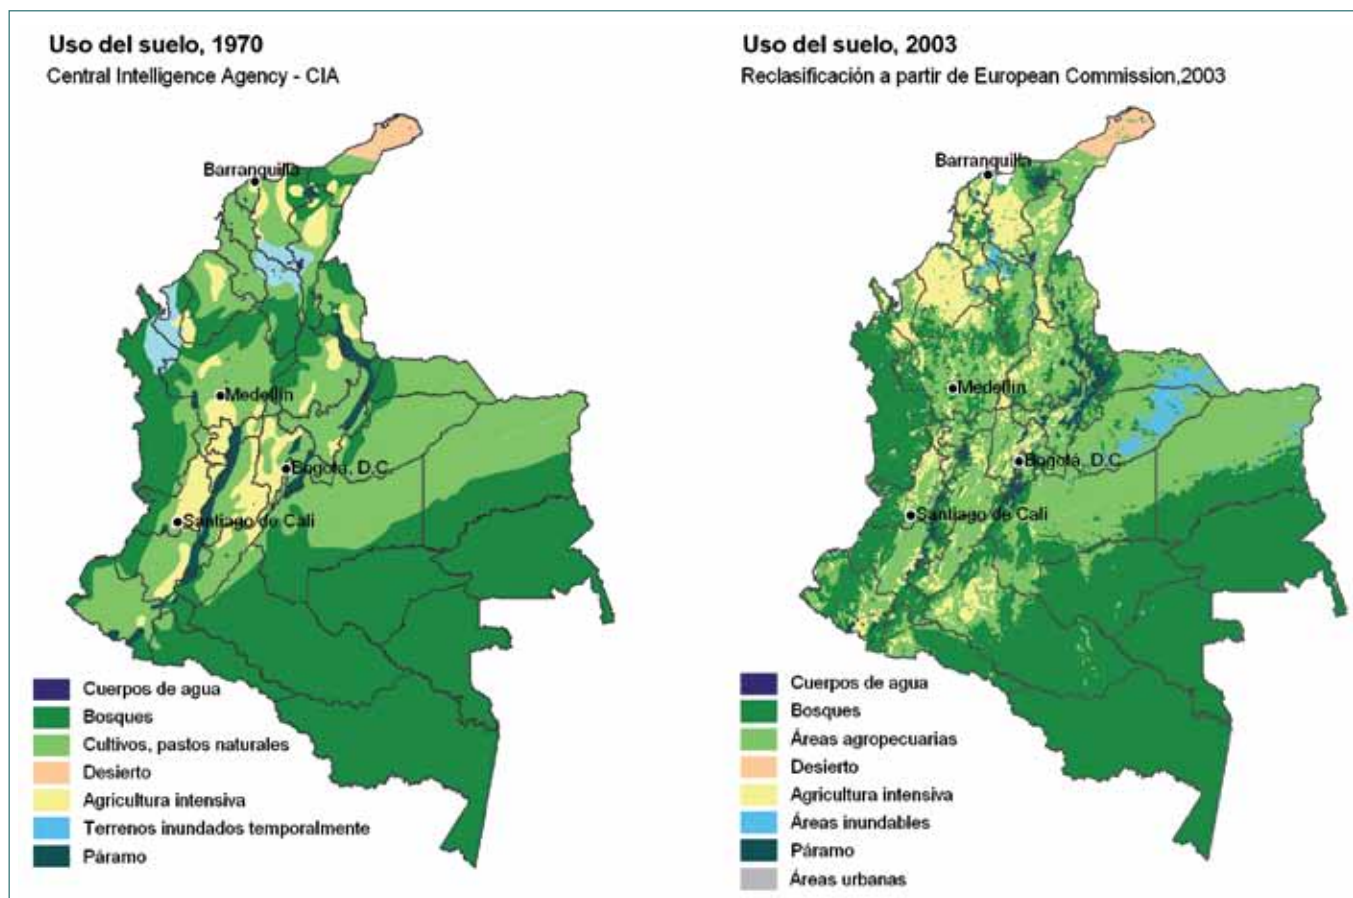 Uso del suelo, 1970
Central Intelligence Agency - CIA
Barranquilla
Medellín
Bogotá, D.C.
Santiago de Cali
Cuerpos de agua
Bosques
Cultivos, pastos naturales
Desierto
Agricultura intensiva
Terrenos inundados temporalmente
Páramo
Uso del suelo, 2003
Reclasificación a partir de European Commission,2003
Barranquilla
Medellín
Bogotá, D.C.
Santiago de Cali
Cuerpos de agua
Bosques
Áreas agropecuarias
Desierto
Agricultura intensiva
Áreas inundables
Páramo
Áreas urbanas